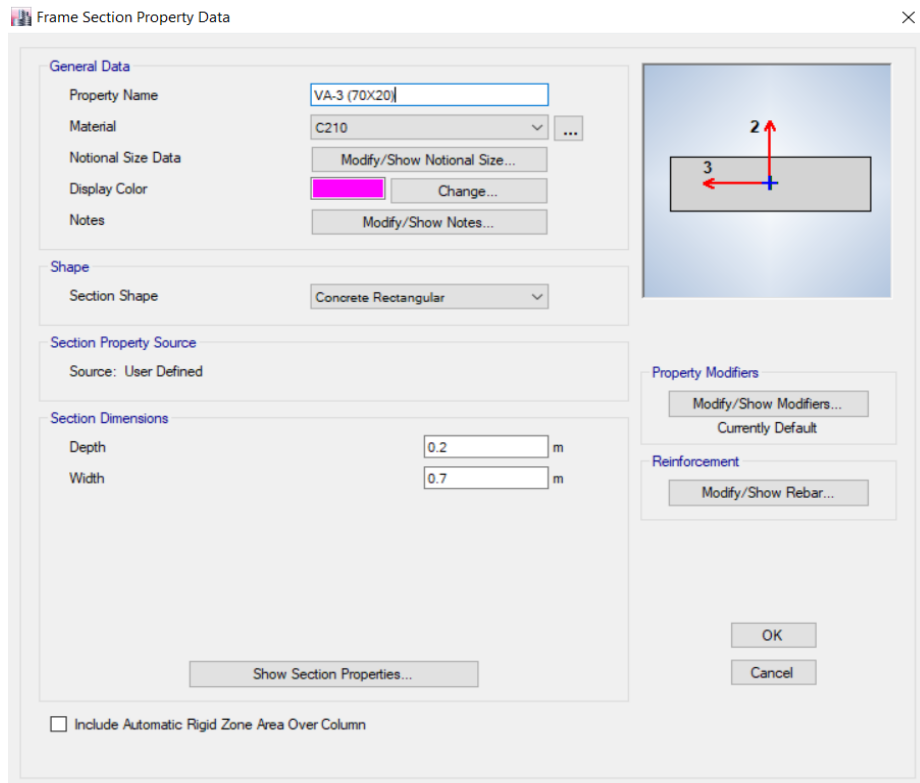 Frame Section Property Data
General Data
Property Name VA-3 (70X20)
Material C210 ...
Notional Size Data Modify/Show Notional Size...
Display Color Change...
Notes Modify/Show Notes...
2
3
Shape
Section Shape Concrete Rectangular
Section Property Source
Source: User Defined
Property Modifiers
Modify/Show Modifiers...
Currently Default
Section Dimensions
Depth 0.2 m
Width 0.7 m
Reinforcement
Modify/Show Rebar...
OK
Show Section Properties...
Cancel
Include Automatic Rigid Zone Area Over Column